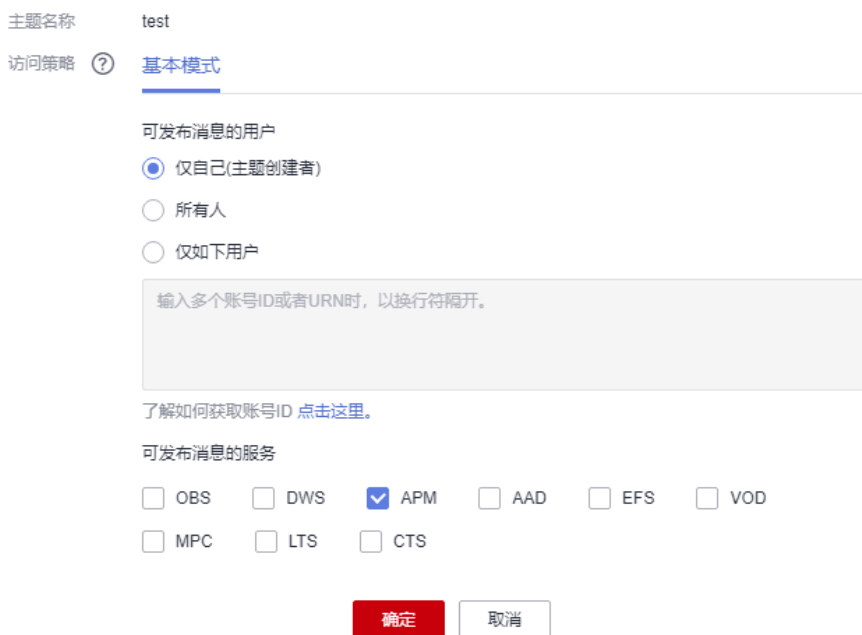 主题名称 test
访问策略 ? 基本模式
可发布消息的用户
仅自己(主题创建者)
所有人
仅如下用户
输入多个账号ID或者URN时，以换行符隔开。
了解如何获取账号ID 点击这里。
可发布消息的服务
OBS DWS APM AAD EFS VOD
MPC LTS CTS
确定 取消